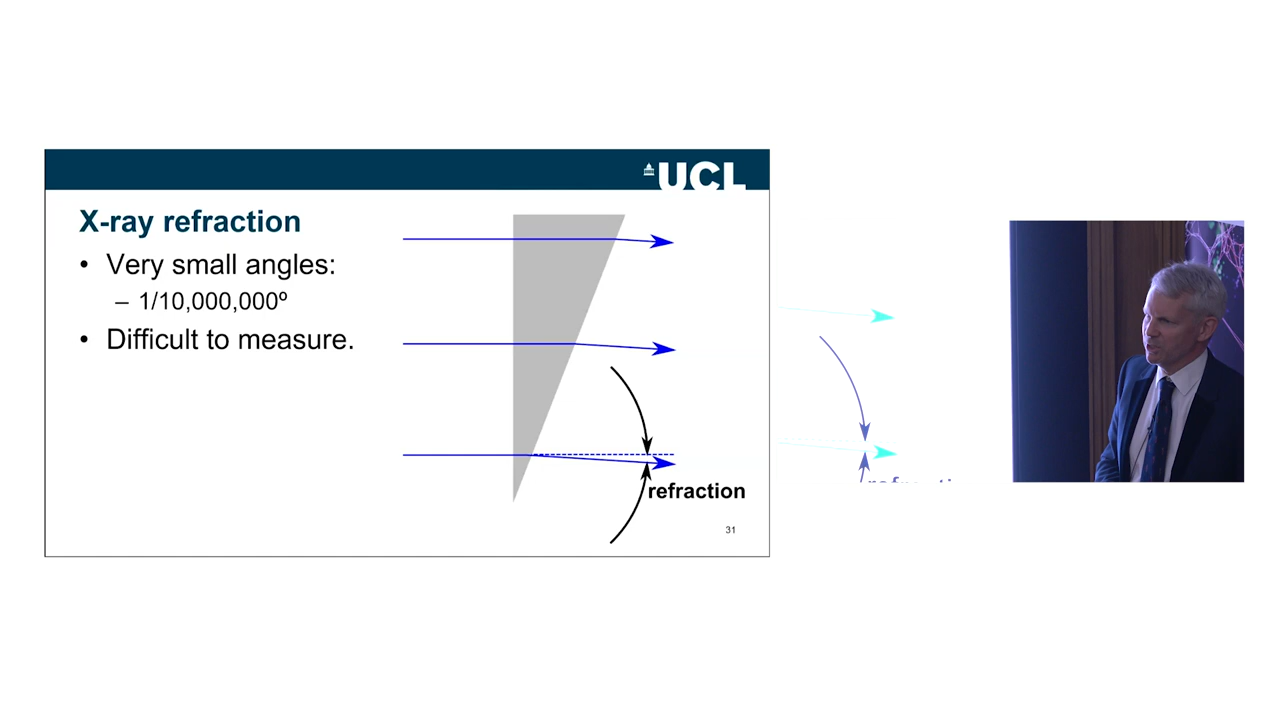 UCL
X-ray refraction
• Very small angles:
– 1/10,000,000º
• Difficult to measure.
refraction
31